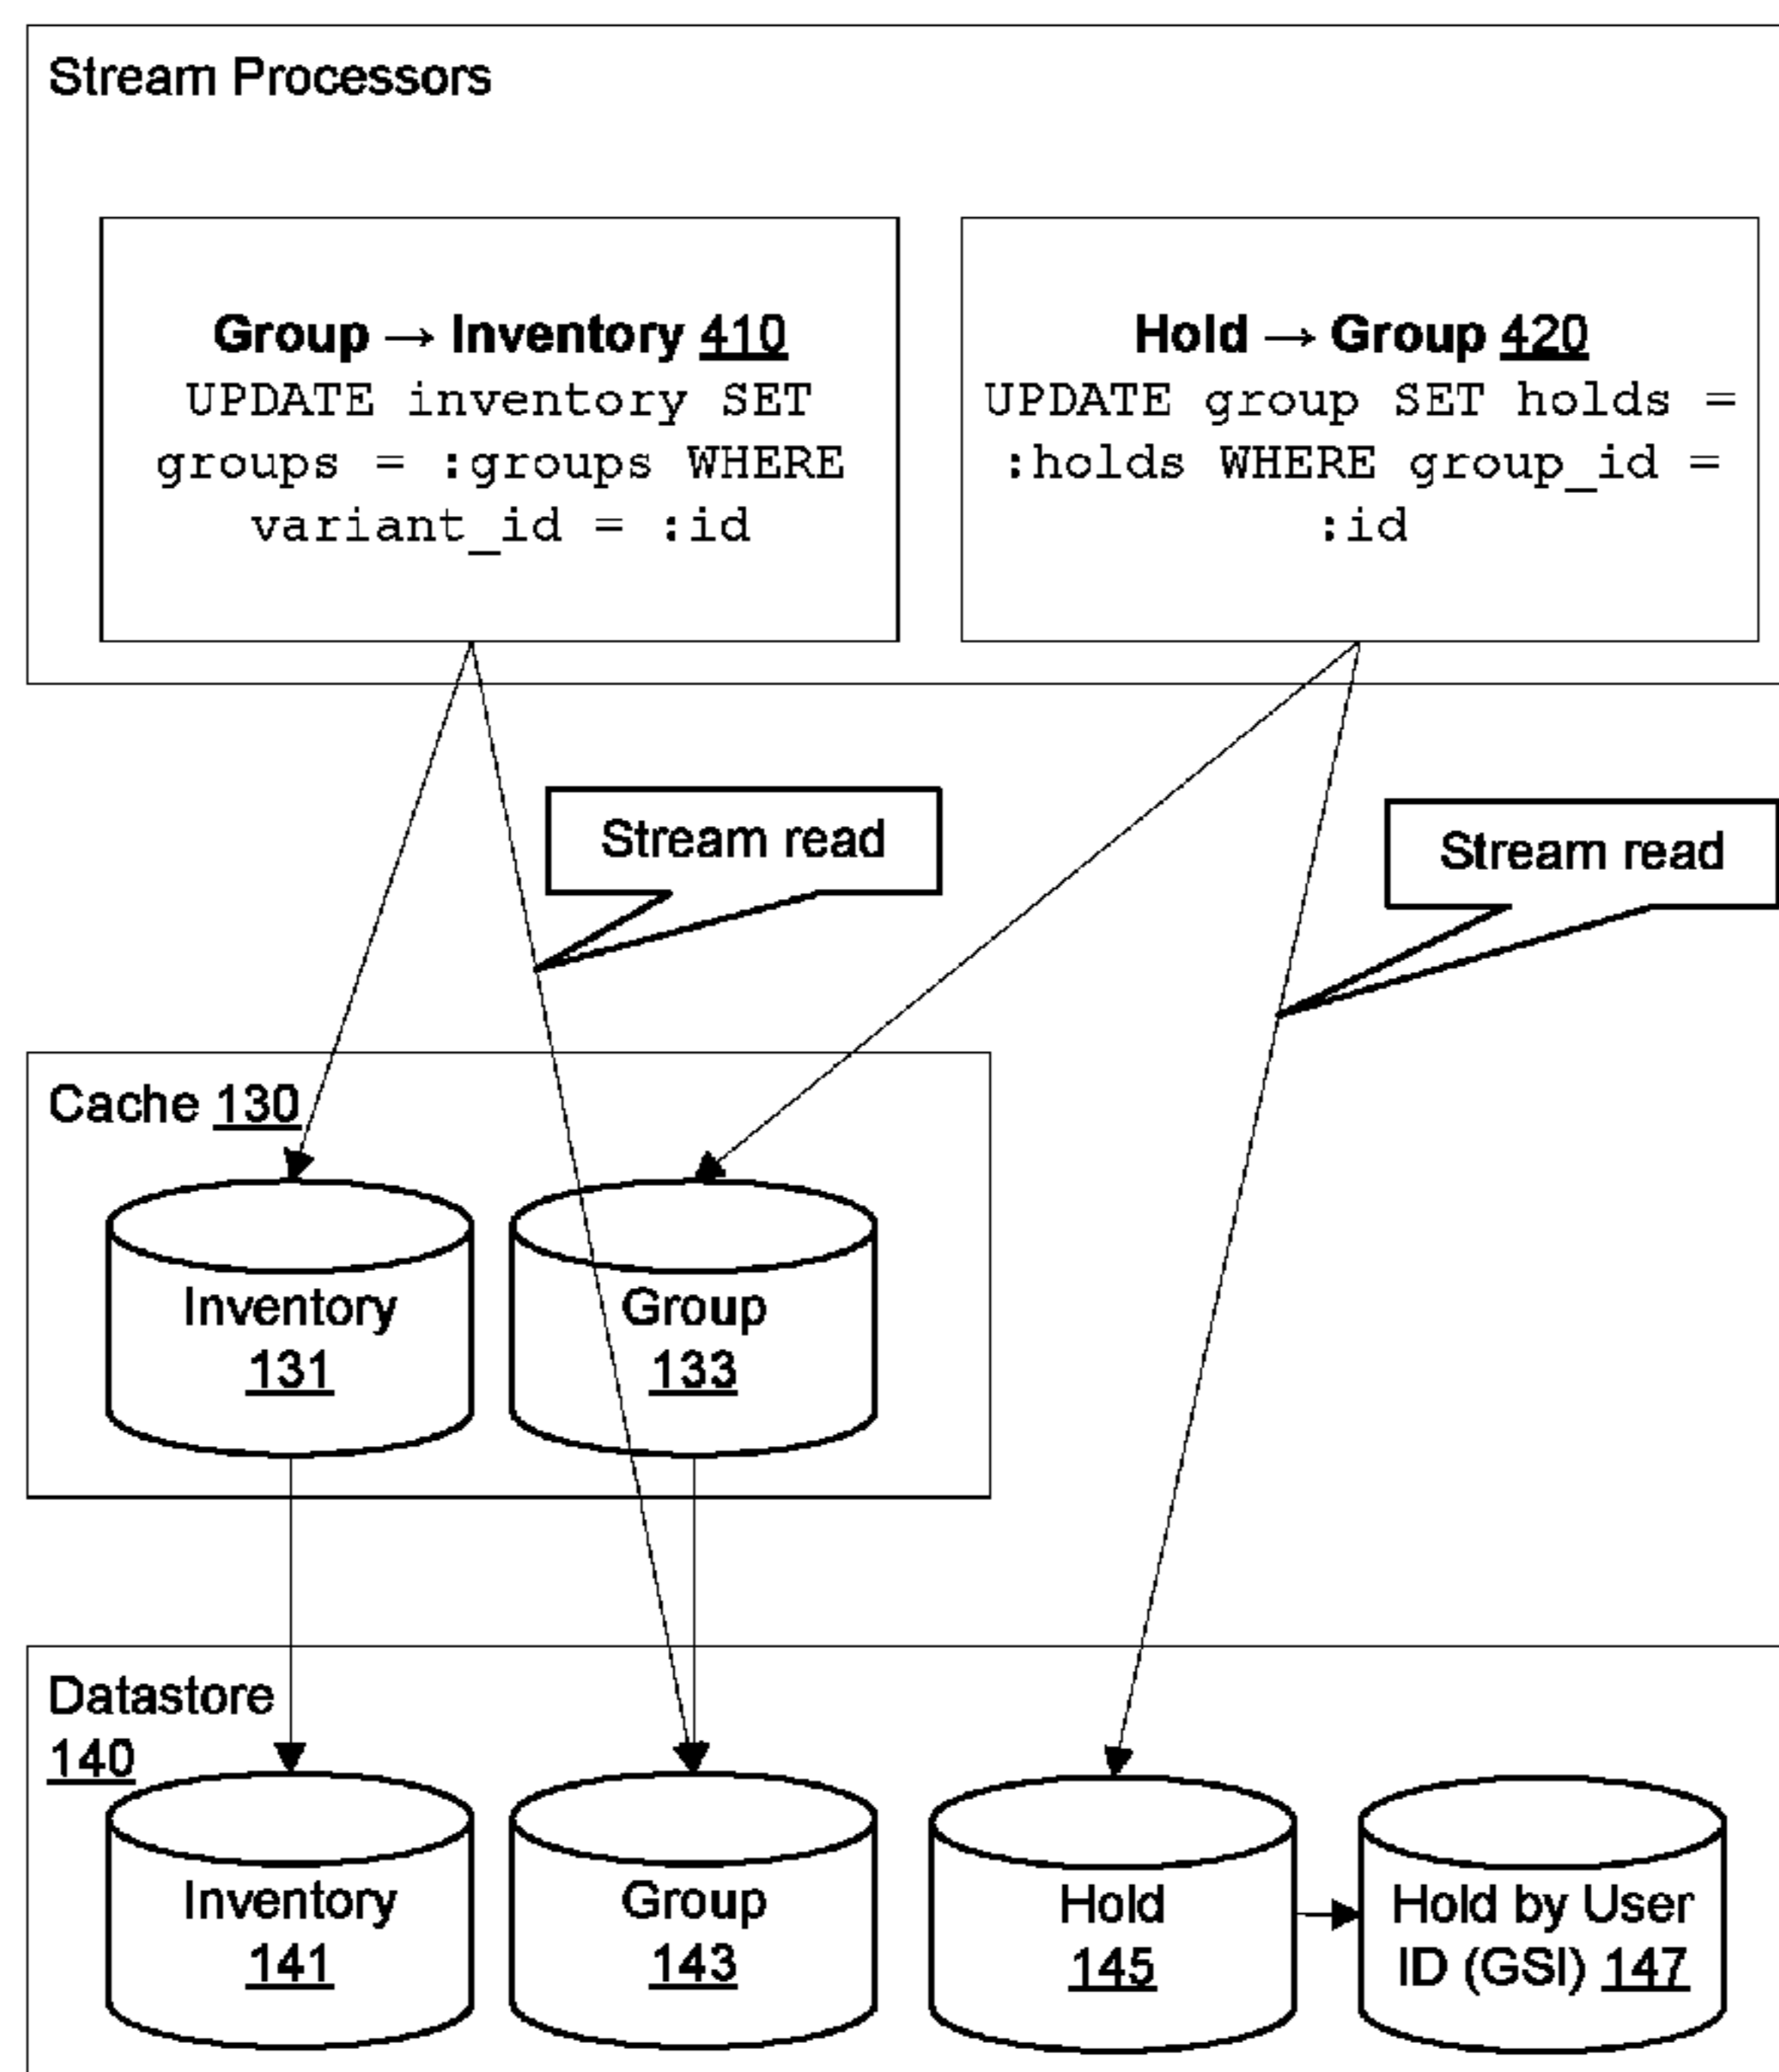 Stream Processors
Group → Inventory 410
UPDATE inventory SET
groups = :groups WHERE
variant_id = :id
Hold → Group 420
UPDATE group SET holds =
:holds WHERE group_id =
:id
Stream read
Stream read
Cache 130
Inventory
131
Group
133
Datastore
140
Inventory
141
Group
143
Hold
145
Hold by User
ID (GSI) 147